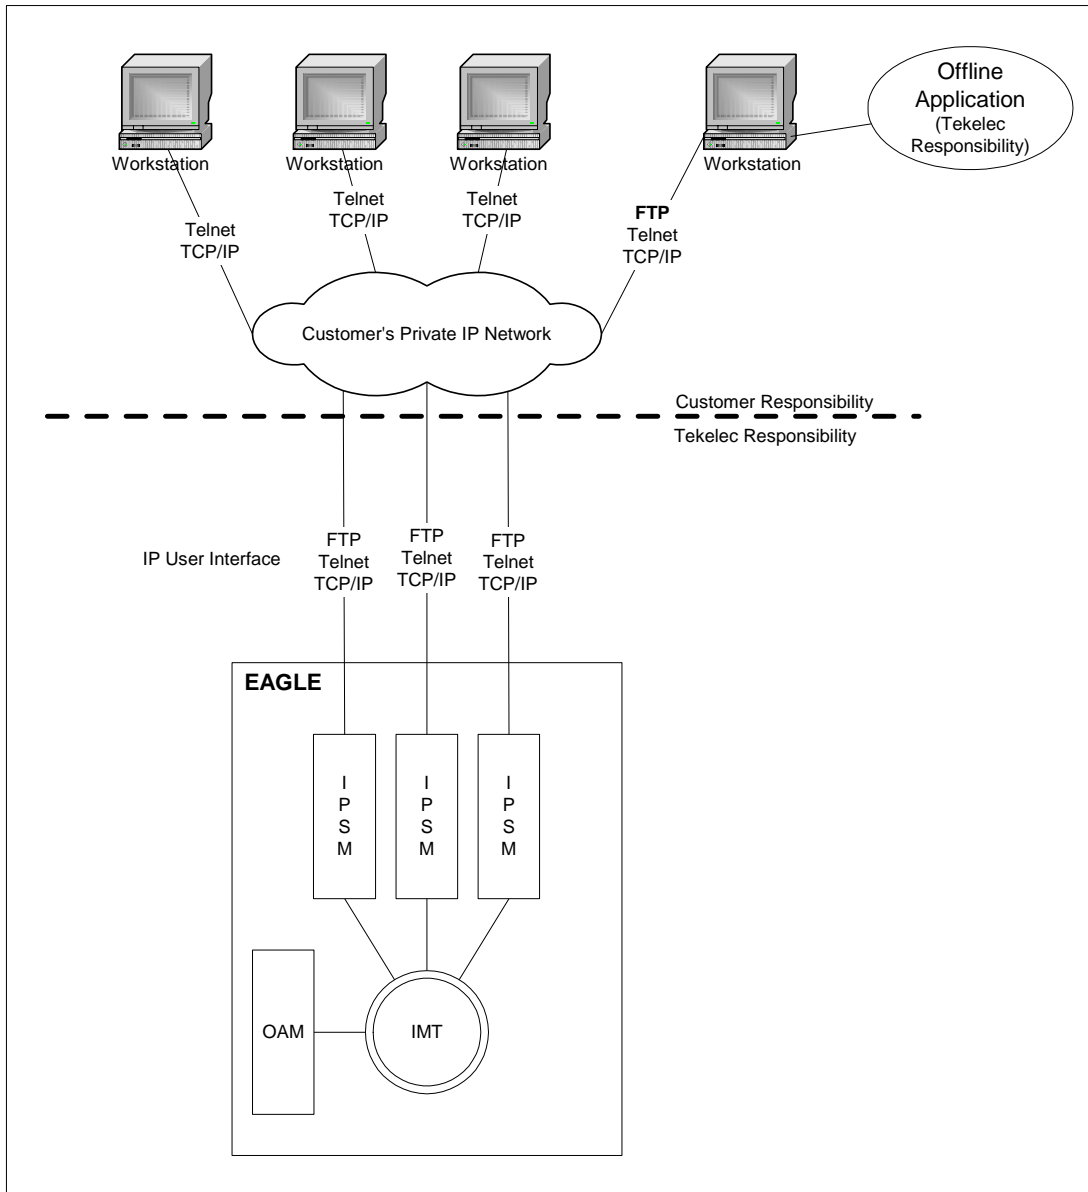 Offline
Application
(Tekelec
Responsibility)
Workstation
Workstation
Workstation
Workstation
Telnet
TCP/IP
Telnet
TCP/IP
Telnet
TCP/IP
FTP
Telnet
TCP/IP
Customer's Private IP Network
Customer Responsibility
Tekelec Responsibility
IP User Interface
FTP
Telnet
TCP/IP
FTP
Telnet
TCP/IP
FTP
Telnet
TCP/IP
EAGLE
I
P
S
M
I
P
S
M
I
P
S
M
OAM
IMT